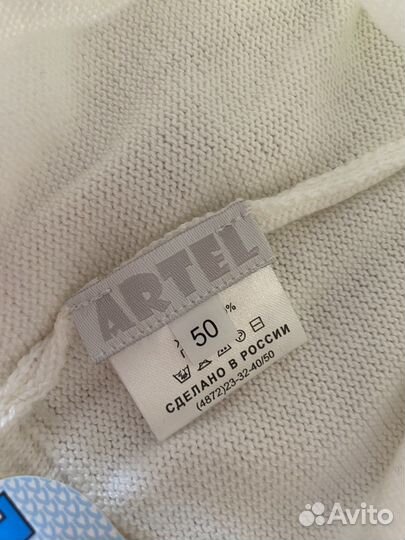 ARTEL
50
%
СДЕЛАНО В РОССИИ
(4872)23-32-40/50
Avito